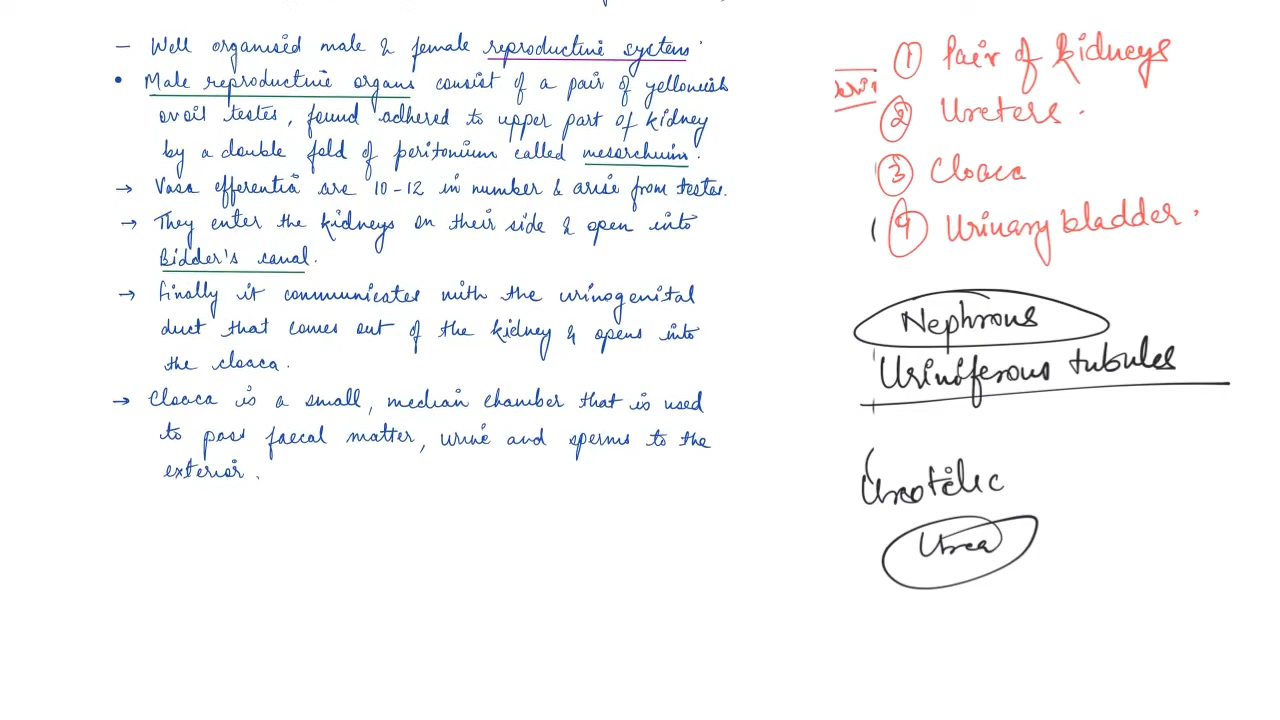 - Well organised male & female reproductive systems.
• Male reproductive organs consist of a pair of yellowish
ovoil testes, found adhered to upper part of kidney
by a double fold of peritonium called mesorchuim.
→ Vasa efferentia are 10-12 in number & arise from testes.
→ They enter the kidneys on their side & open into
Bidder's canal.
→ finally it communicates with the urinogenital
duct that comes out of the kidney & opens into
the cloaca.
→ Cloaca is a small, median chamber that is used
to pass faecal matter, urine and sperms to the
exterior.
① Pair of kidneys
② Ureters.
③ Cloaca
④ Urinary bladder.
Nephrons
Uriniferous tubules
Ureotelic
Urea